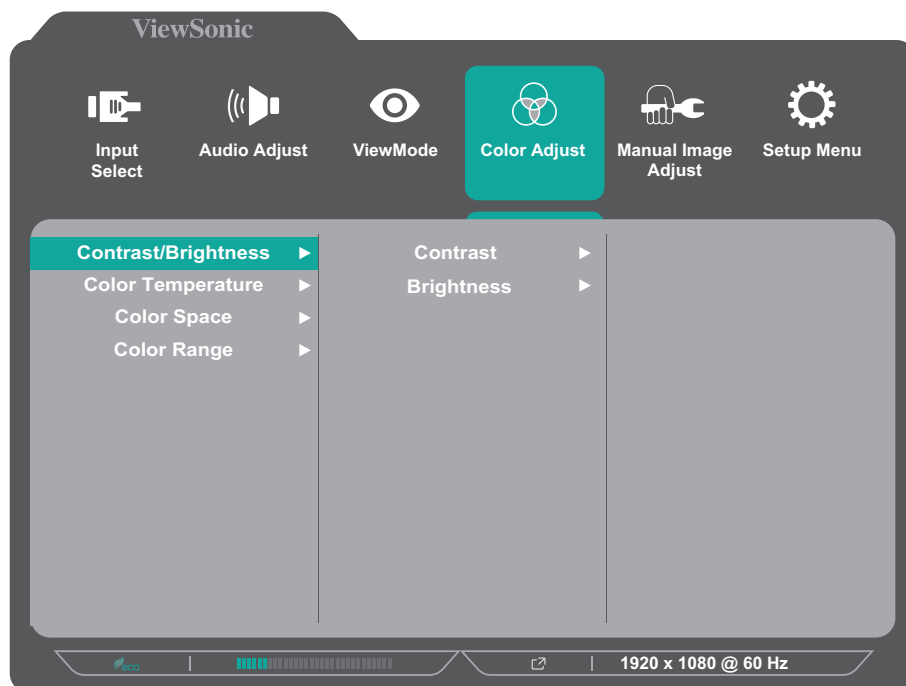 ViewSonic
Input
Select
Audio Adjust
ViewMode
Color Adjust
Manual Image
Adjust
Setup Menu
Contrast/Brightness
Contrast
Color Temperature
Brightness
Color Space
Color Range
eco
1920 x 1080 @ 60 Hz